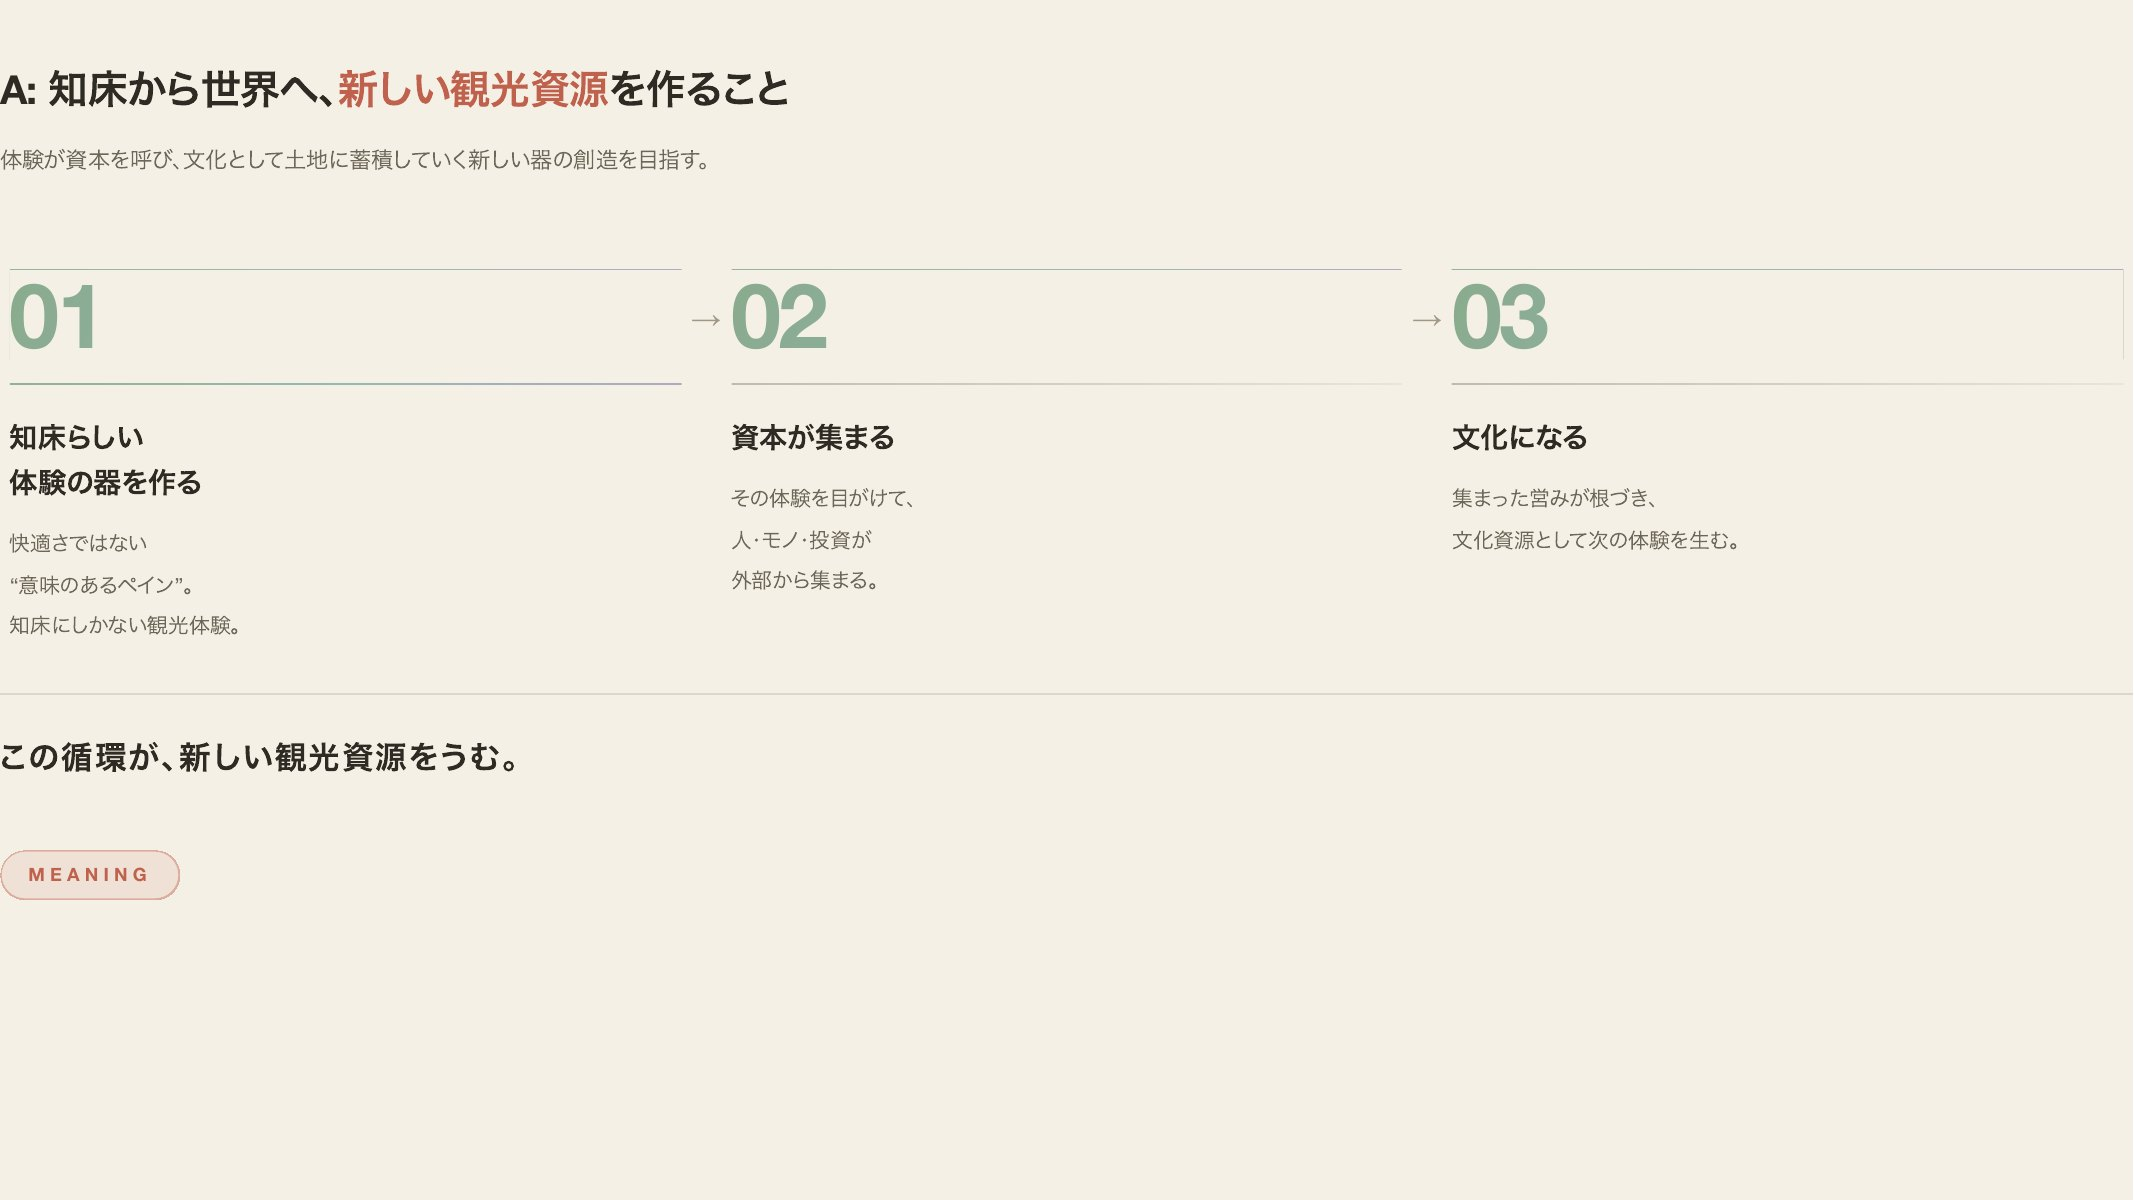 A: 知床から世界へ、新しい観光資源を作ること
体験が資本を呼び、文化として土地に蓄積していく新しい器の創造を目指す。
01
→
02
→
03
知床らしい
体験の器を作る
快適さではない
“意味のあるペイン”。
知床にしかない観光体験。
資本が集まる
その体験を目がけて、
人·モノ·投資が
外部から集まる。
文化になる
集まった営みが根づき、
文化資源として次の体験を生む。
この循環が、新しい観光資源をうむ。
MEANING